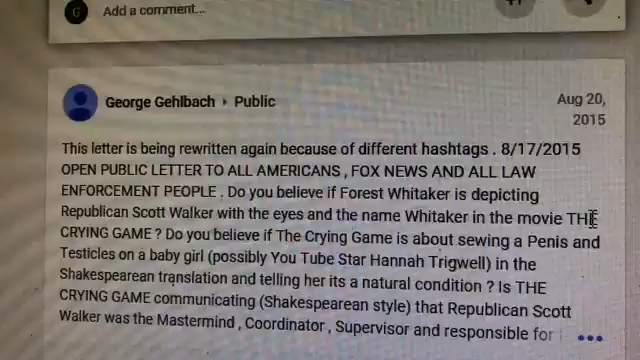 G Add a comment...
George Gehlbach ▸ Public
Aug 20,
2015
This letter is being rewritten again because of different hashtags . 8/17/2015
OPEN PUBLIC LETTER TO ALL AMERICANS , FOX NEWS AND ALL LAW
ENFORCEMENT PEOPLE . Do you believe if Forest Whitaker is depicting
Republican Scott Walker with the eyes and the name Whitaker in the movie THE
CRYING GAME ? Do you believe if The Crying Game is about sewing a Penis and
Testicles on a baby girl (possibly You Tube Star Hannah Trigwell) in the
Shakespearean translation and telling her its a natural condition ? Is THE
CRYING GAME communicating (Shakespearean style) that Republican Scott
Walker was the Mastermind , Coordinator , Supervisor and responsible for